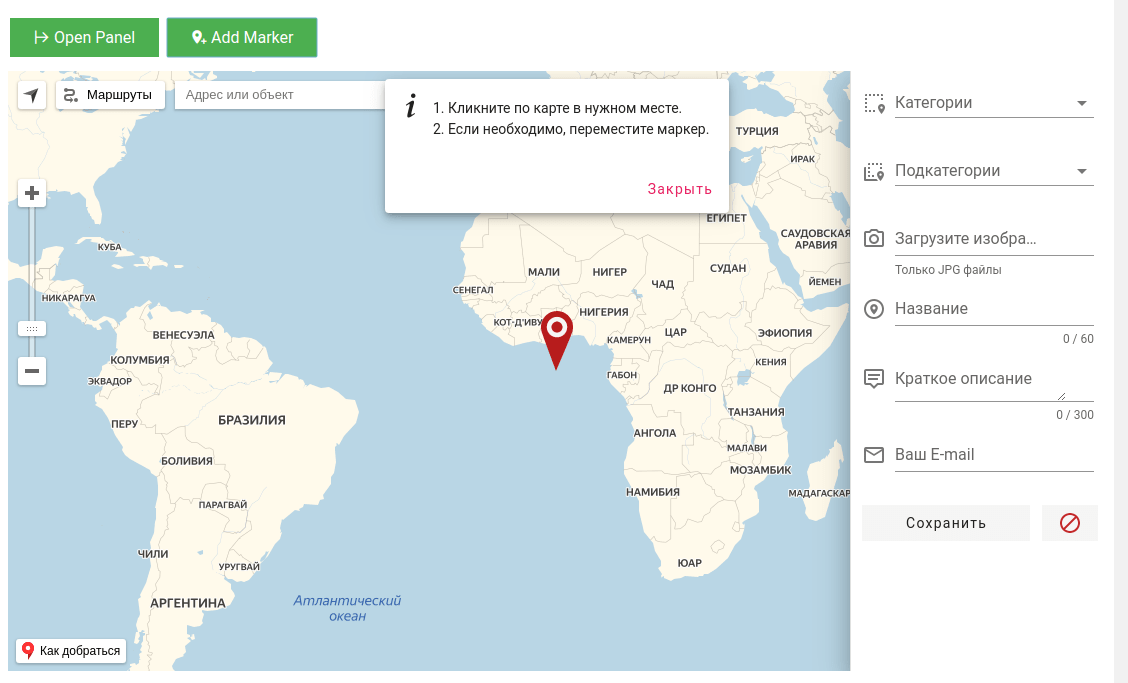 Open Panel
Add Marker
Маршруты
Адрес или объект
1. Кликните по карте в нужном месте.
2. Если необходимо, переместите маркер.
Закрыть
ТУРЦИЯ
ИРАК
ЕГИПЕТ
САУДОВСКАЯ
АРАВИЯ
КУБА
МАЛИ
НИГЕР
СУДАН
ЧАД
ЙЕМЕН
СЕНЕГАЛ
НИКАРАГУА
НИГЕРИЯ
КОТ-Д'ИВУ
ВЕНЕСУЭЛА
КАМЕРУН
ЦАР
ЭФИОПИЯ
КОЛУМБИЯ
КЕНИЯ
ЭКВАДОР
ГАБОН
ДР КОНГО
ПЕРУ
БРАЗИЛИЯ
ТАНЗАНИЯ
АНГОЛА
МАЛАВИ
БОЛИВИЯ
МОЗАМБИК
НАМИБИЯ
МАДАГАСКАР
ПАРАГВАЙ
ЧИЛИ
УРУГВАЙ
ЮАР
АРГЕНТИНА
Атлантический
океан
Как добраться
Категории
Подкатегории
Загрузите изобра...
Только JPG файлы
Название
0 / 60
Краткое описание
0 / 300
Ваш E-mail
Сохранить